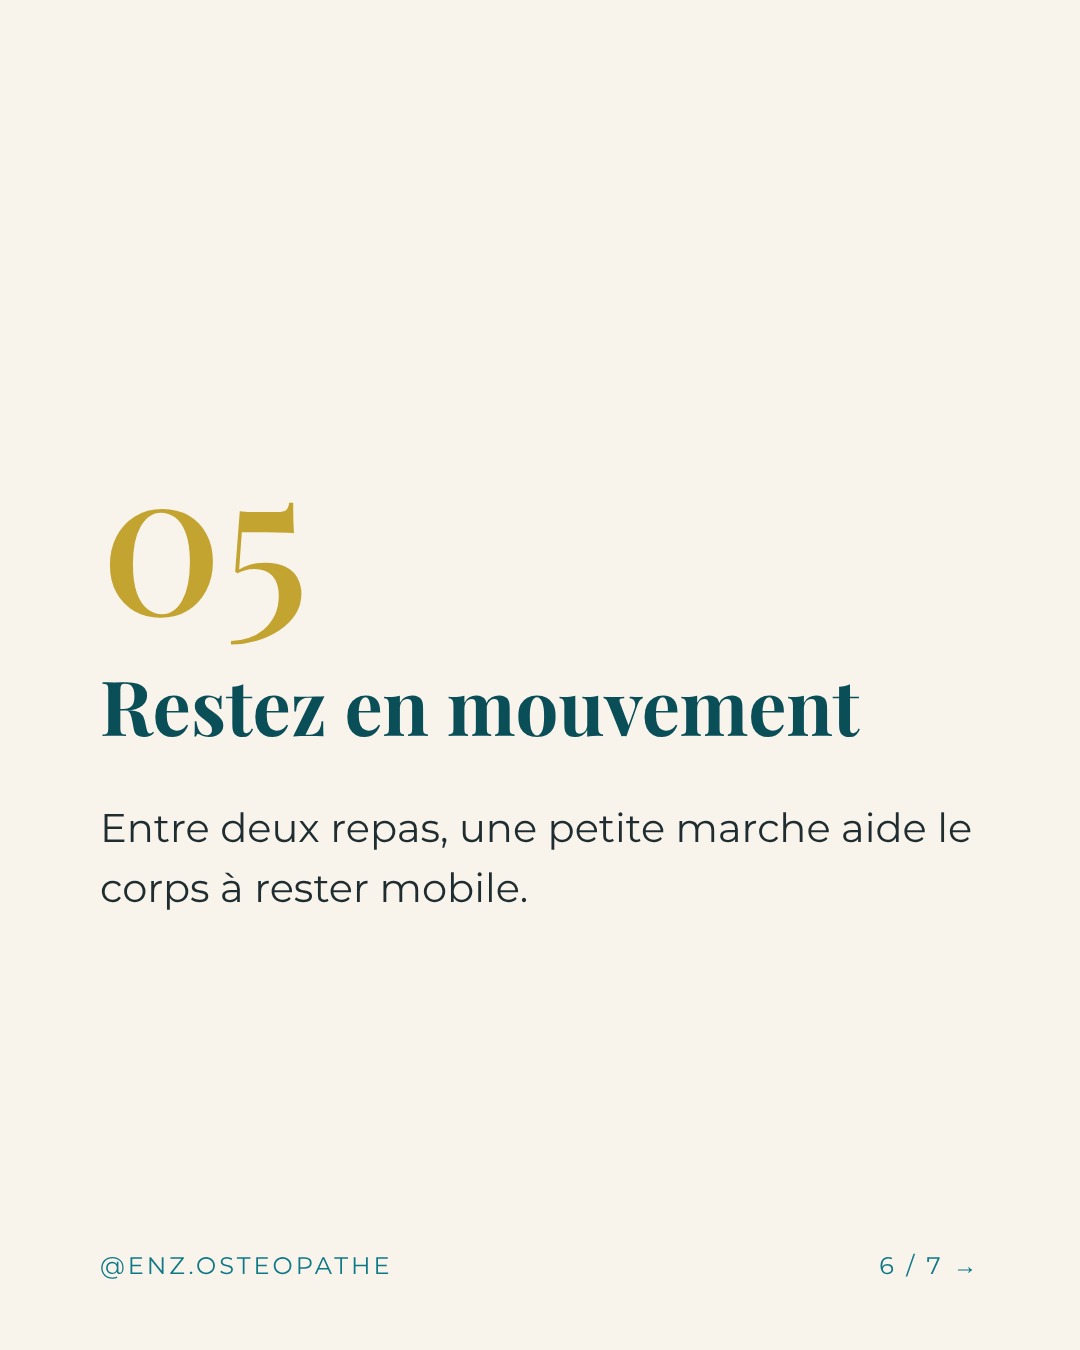 05
Restez en mouvement
Entre deux repas, une petite marche aide le
corps à rester mobile.
@ENZ.OSTEOPATHE
6 / 7 →